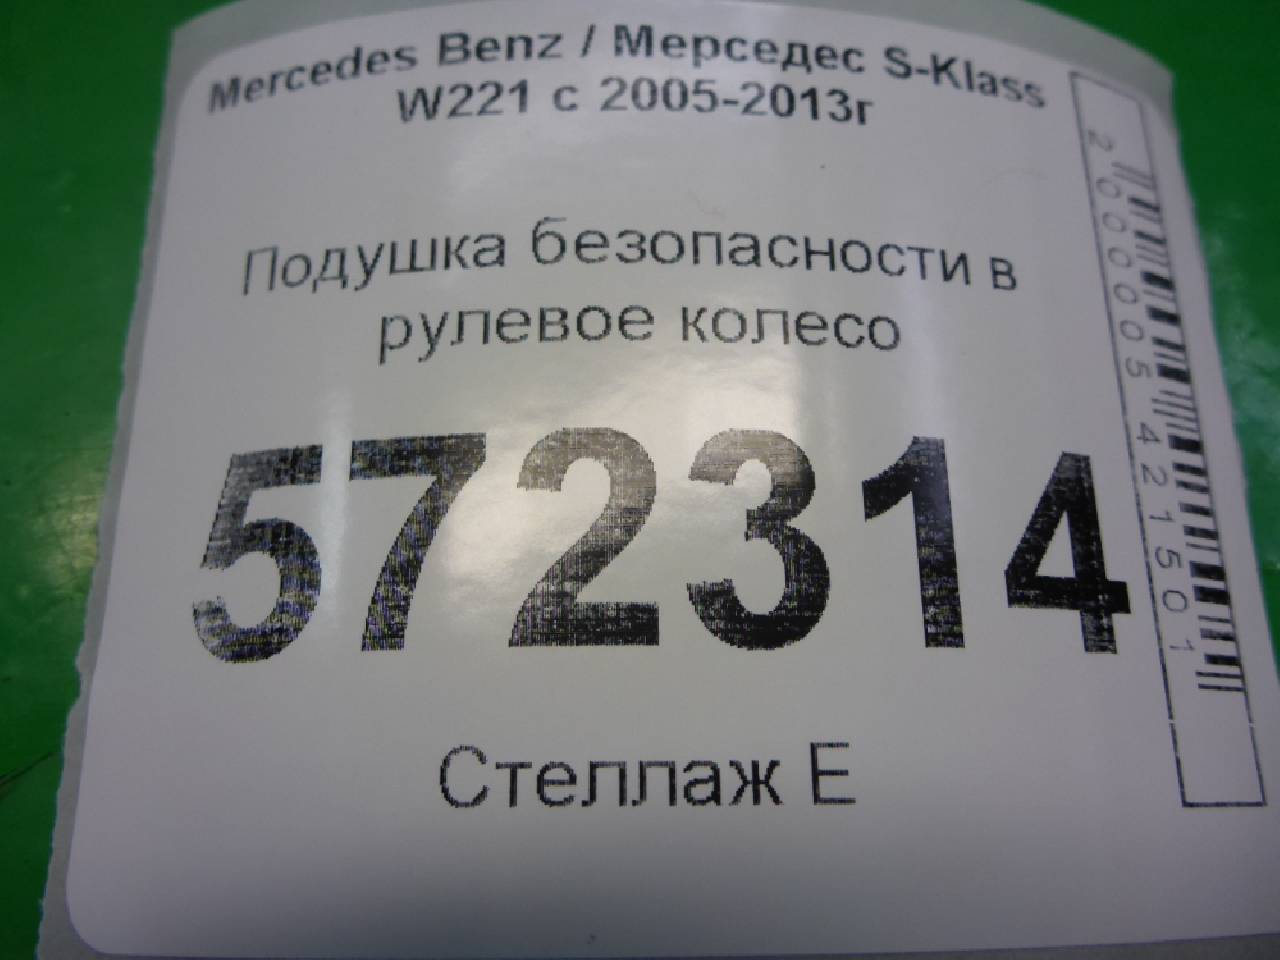 Mercedes Benz / Мерседес S-Klass
W221 с 2005-2013г
Подушка безопасности в
рулевое колесо
572314
Стеллаж Е
2000005421501